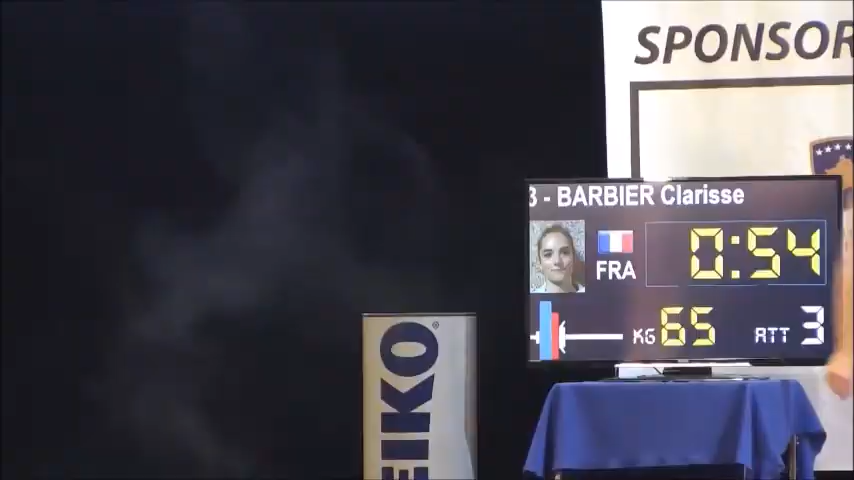 SPONSOR
3 - BARBIER Clarisse
FRA
0:54
KG 65 ATT 3
EIKO